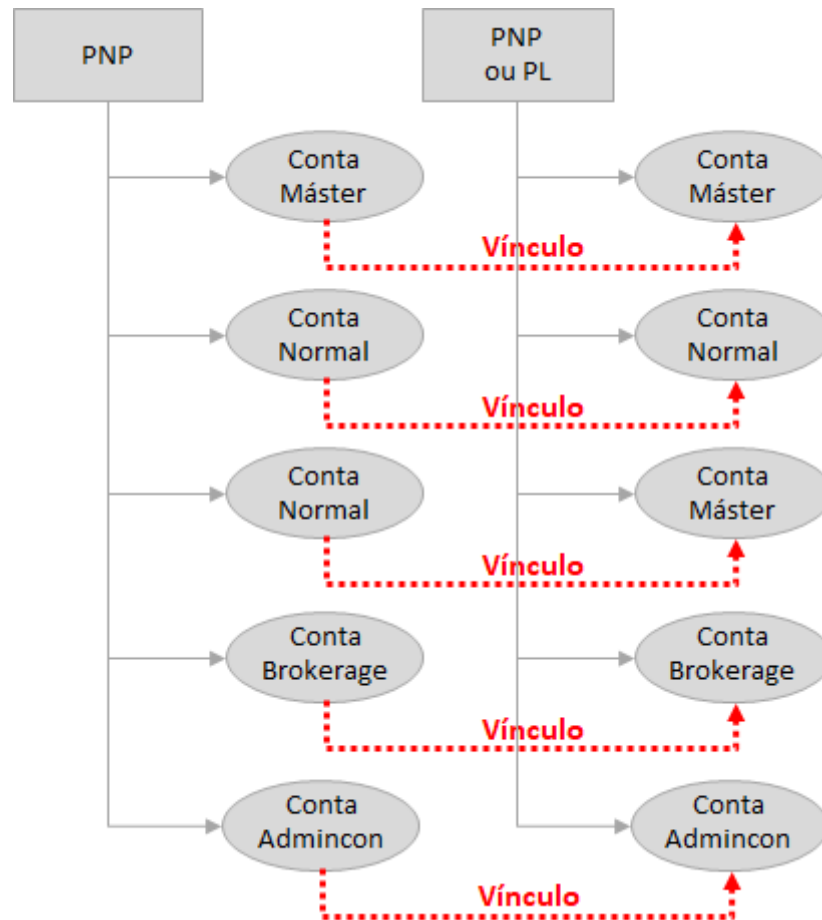 PNP
PNP
ou PL
Conta
Máster
Conta
Máster
Vínculo
Conta
Normal
Conta
Normal
Vínculo
Conta
Normal
Conta
Máster
Vínculo
Conta
Brokerage
Conta
Brokerage
Vínculo
Conta
Admincon
Conta
Admincon
Vínculo